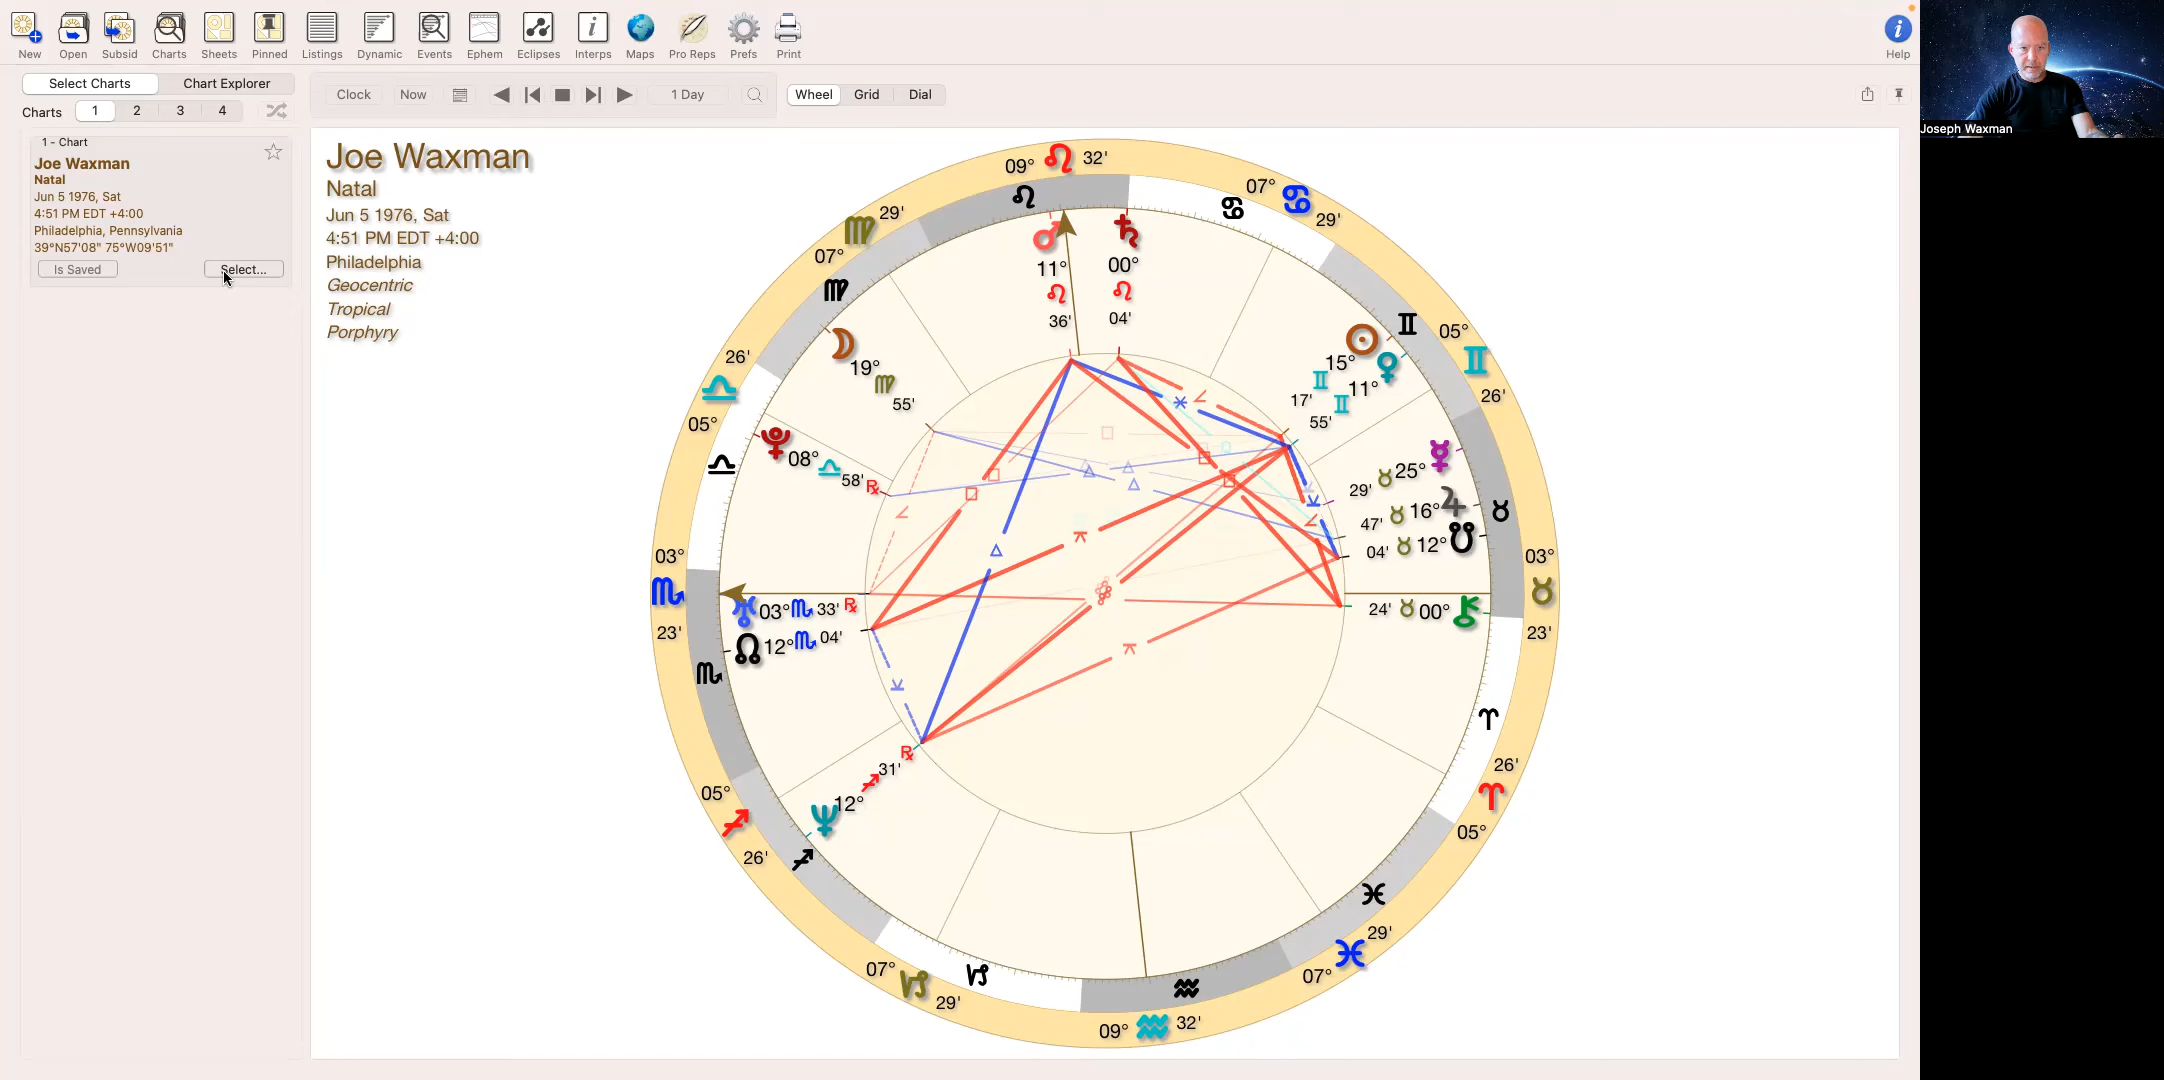 New Open Subsid Charts Sheets Pinned Listings Dynamic Events Ephem Eclipses Interps Maps Pro Reps Prefs Print Help
Select Charts Chart Explorer
Charts 1 2 3 4
Clock Now 1 Day Wheel Grid Dial
1 - Chart
Joe Waxman
Natal
Jun 5 1976, Sat
4:51 PM EDT +4:00
Philadelphia, Pennsylvania
39°N57'08" 75°W09'51"
Is Saved Select...
Joe Waxman
Natal
Jun 5 1976, Sat
4:51 PM EDT +4:00
Philadelphia
Geocentric
Tropical
Porphyry
09° ♌ 32'
♌
07° ♋ 29'
♋
07° ♍ 29'
♍
♂ 11° ♌ 36'
♄ 00° ♌ 04'
☉ 15° ♊ 17'
♀ 11° ♊ 55'
♊
05° ♊ 26'
☽ 19° ♍ 55'
26' ♎ 05°
♎
♇ 08° ♎ 58' ℞
☿ 25° ♉ 29'
♃ 16° ♉ 47'
☋ 12° ♉ 04'
♉
03° ♏ 23'
♅ 03° ♏ 33' ℞
☊ 12° ♏ 04'
♏
24' ♉ 00° ⚷
03° ♉ 23'
♈
26' ♈ 05°
℞ 31' ♐ 12° ♆
05° ♐ 26'
♐
07° ♑ 29'
♑
♒
09° ♒ 32'
♓
07° ♓ 29'
Joseph Waxman